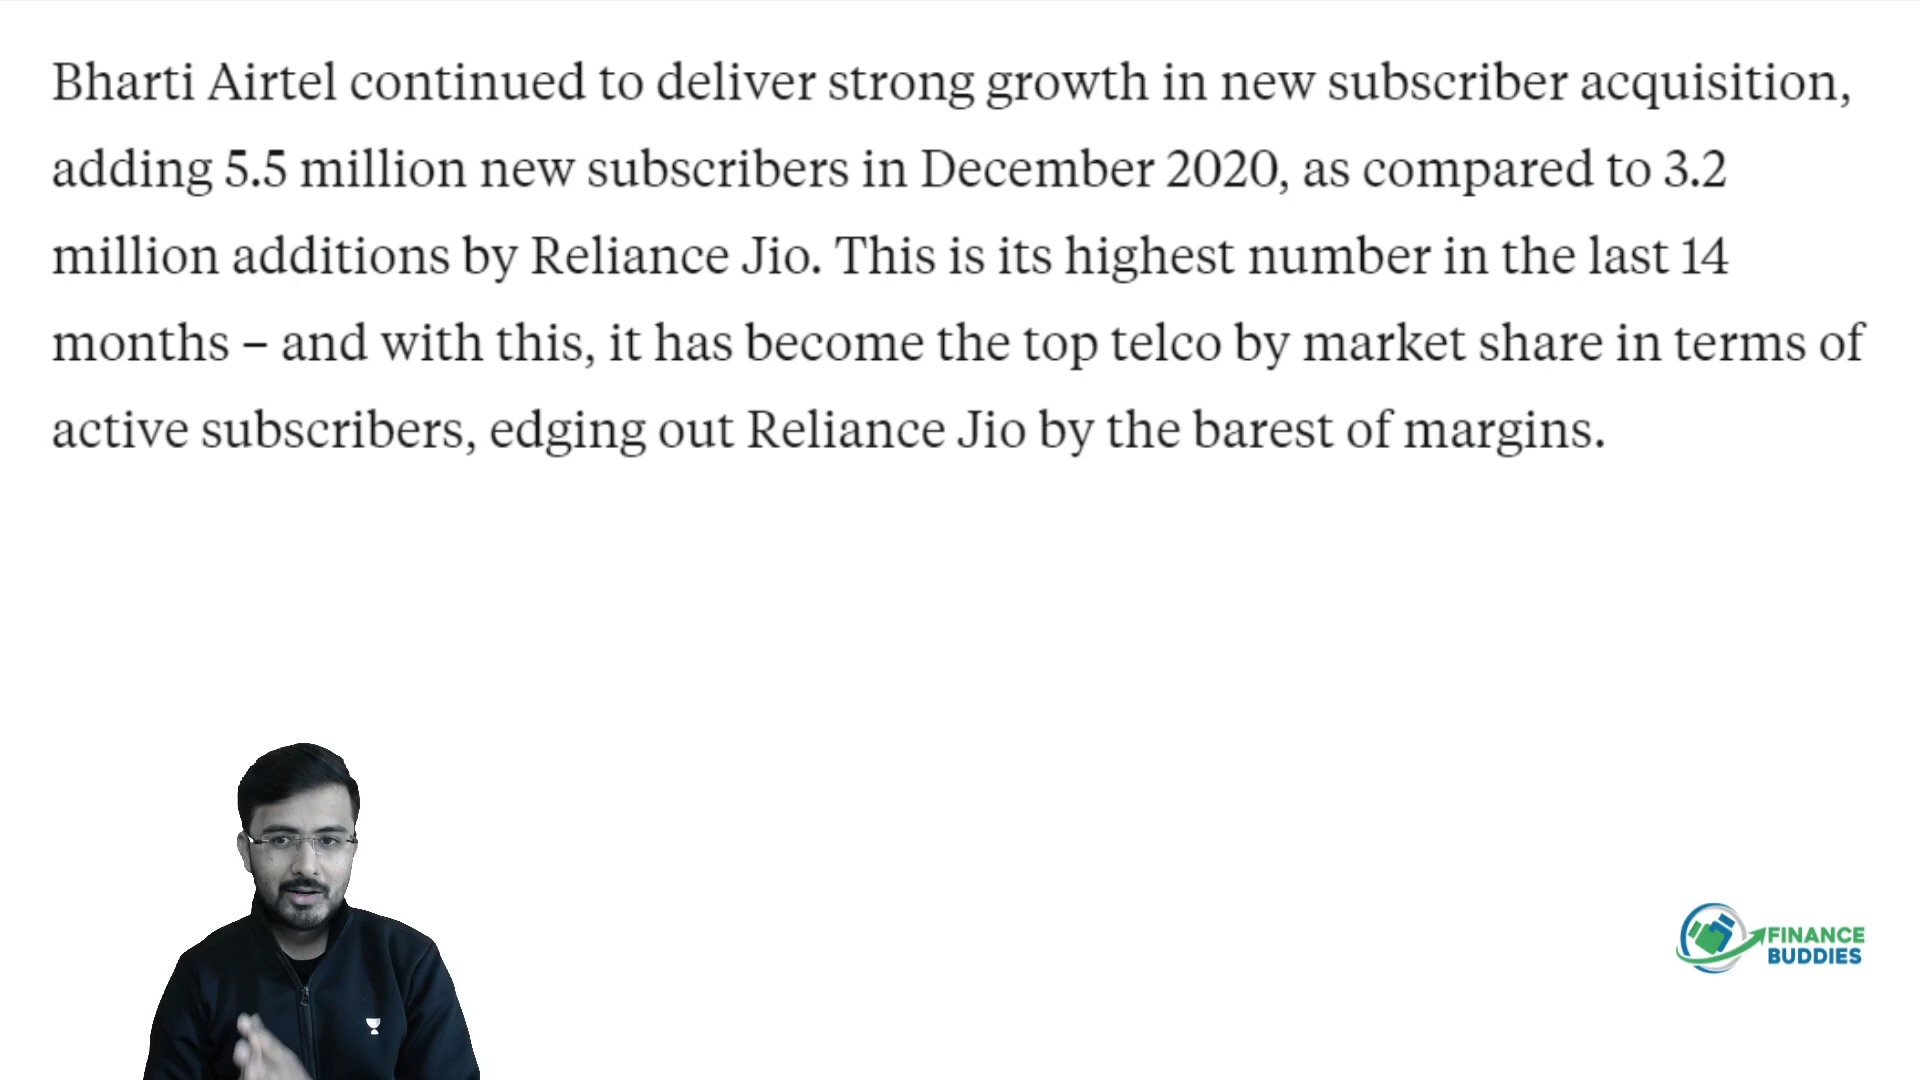 Bharti Airtel continued to deliver strong growth in new subscriber acquisition,
adding 5.5 million new subscribers in December 2020, as compared to 3.2
million additions by Reliance Jio. This is its highest number in the last 14
months – and with this, it has become the top telco by market share in terms of
active subscribers, edging out Reliance Jio by the barest of margins.
FINANCE
BUDDIES